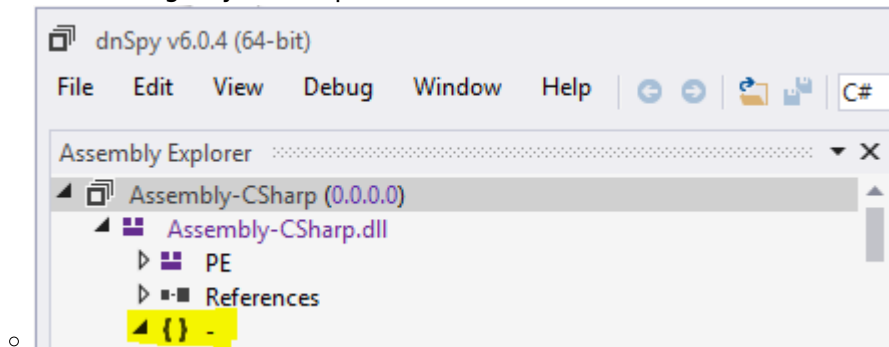 dnSpy v6.0.4 (64-bit)
File Edit View Debug Window Help C#
Assembly Explorer
Assembly-CSharp (0.0.0.0)
Assembly-CSharp.dll
PE
References
{ } -